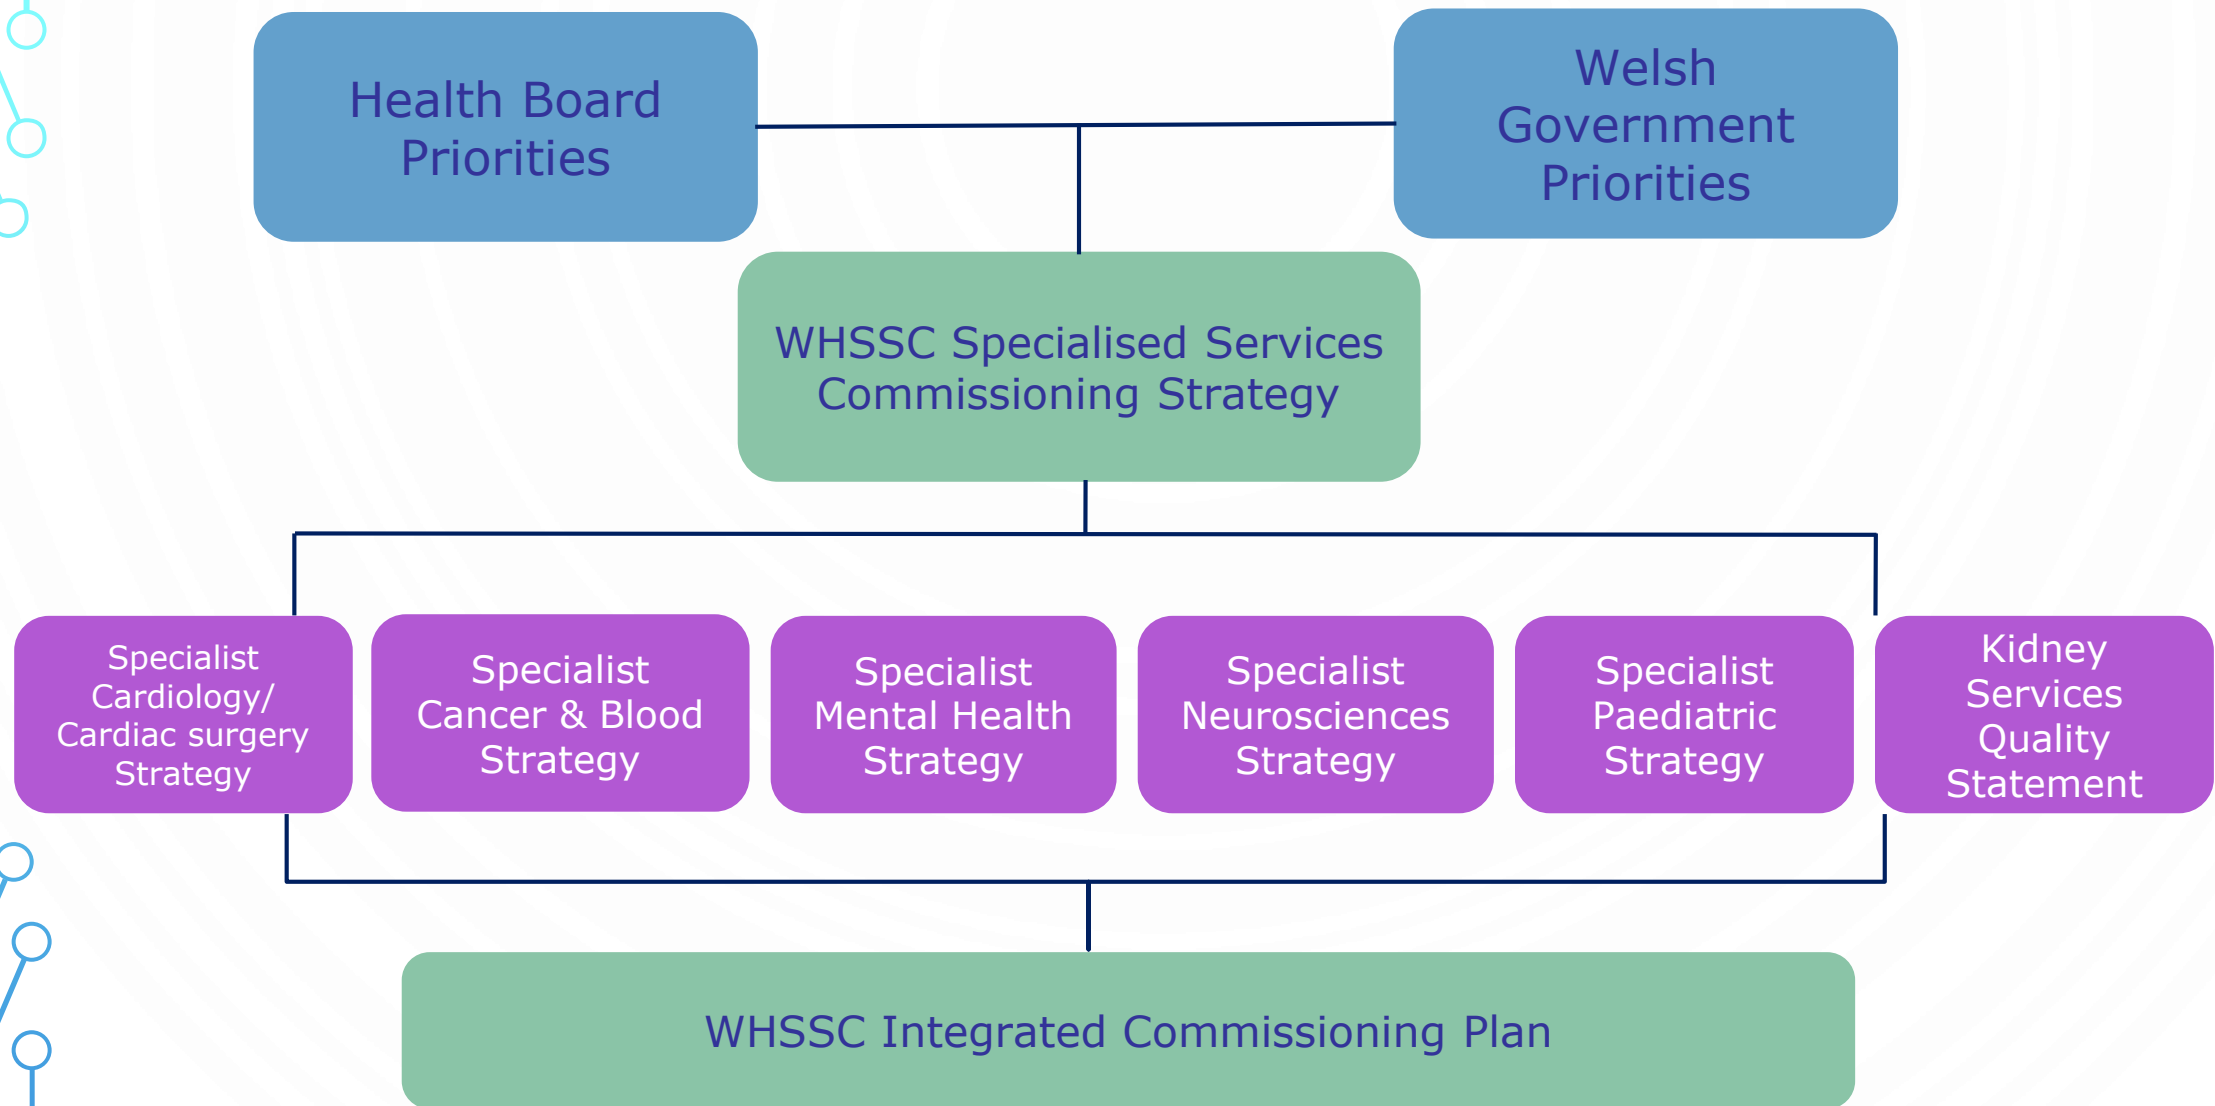 Health Board
Priorities
Welsh
Government
Priorities
WHSSC Specialised Services
Commissioning Strategy
Specialist
Cardiology/
Cardiac surgery
Strategy
Specialist
Cancer & Blood
Strategy
Specialist
Mental Health
Strategy
Specialist
Neurosciences
Strategy
Specialist
Paediatric
Strategy
Kidney
Services
Quality
Statement
WHSSC Integrated Commissioning Plan